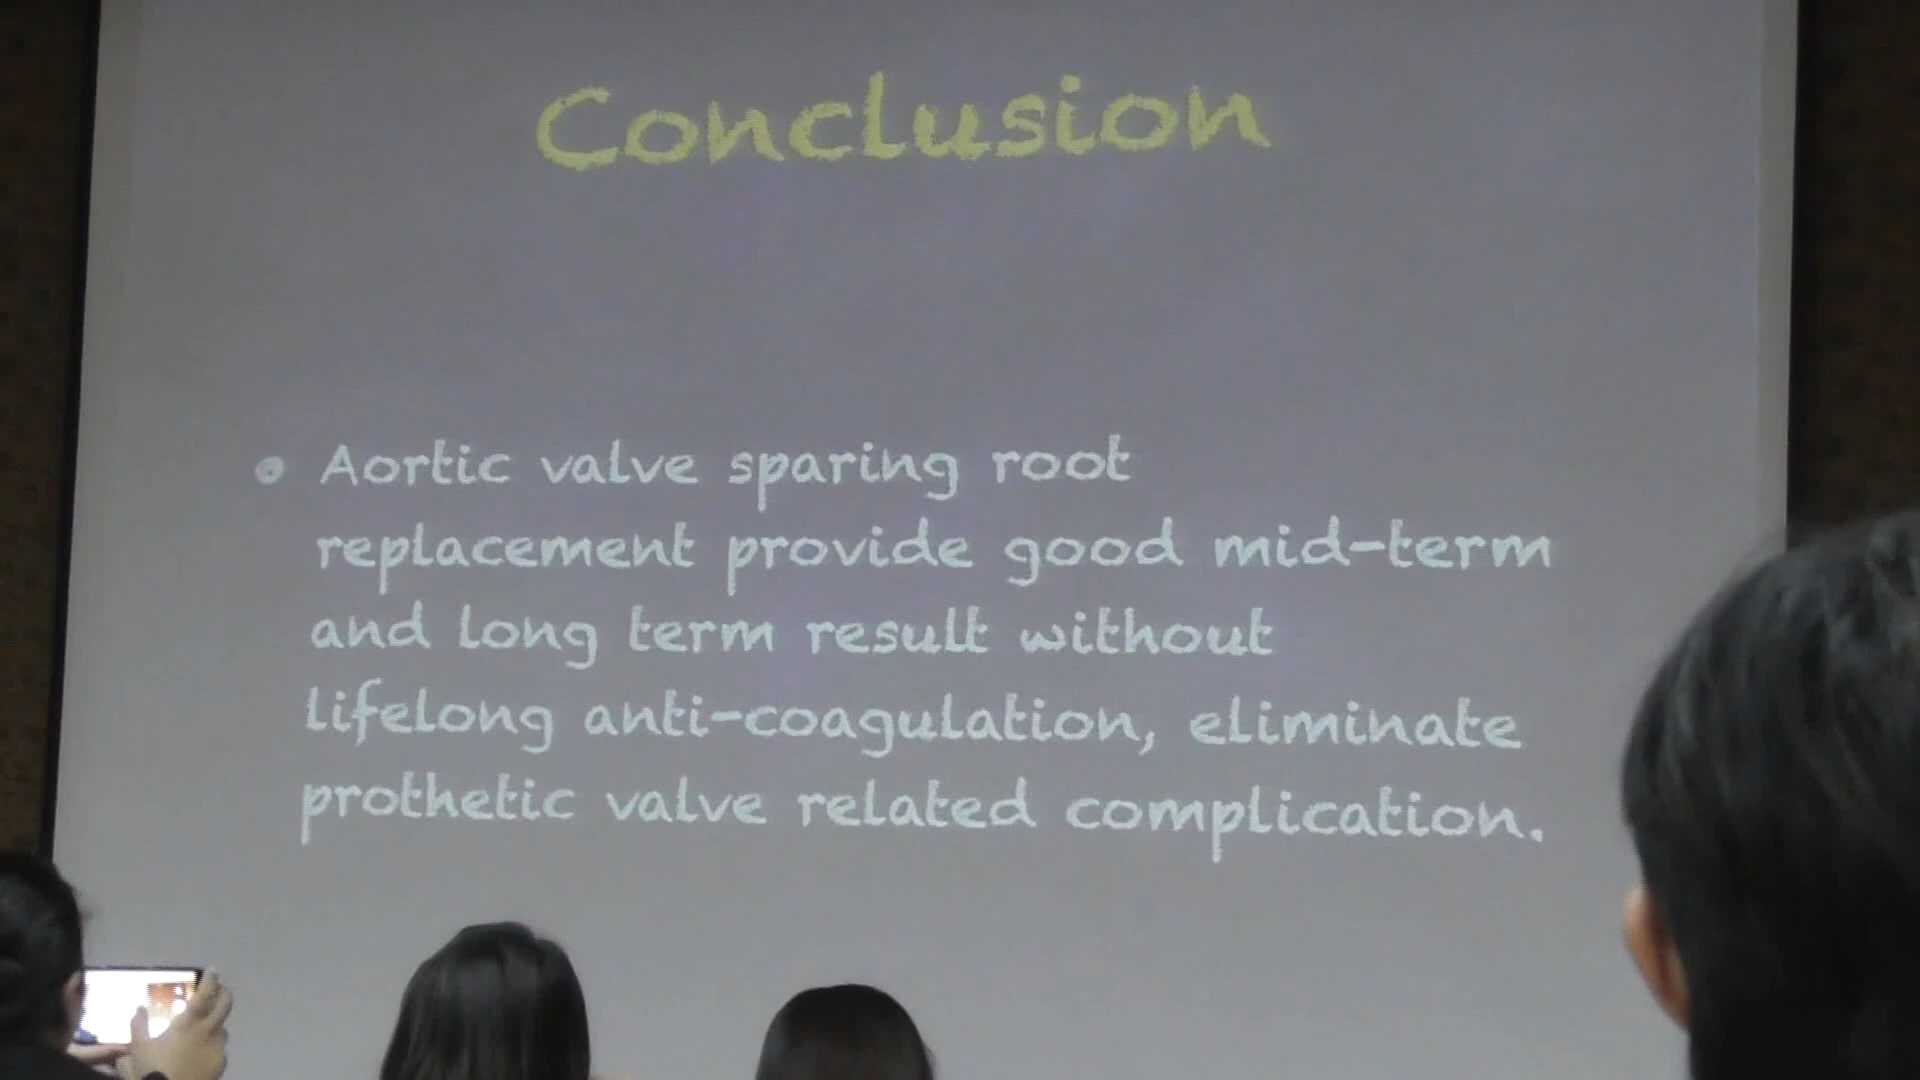 Conclusion
• Aortic valve sparing root
replacement provide good mid-term
and long term result without
lifelong anti-coagulation, eliminate
prothetic valve related complication.